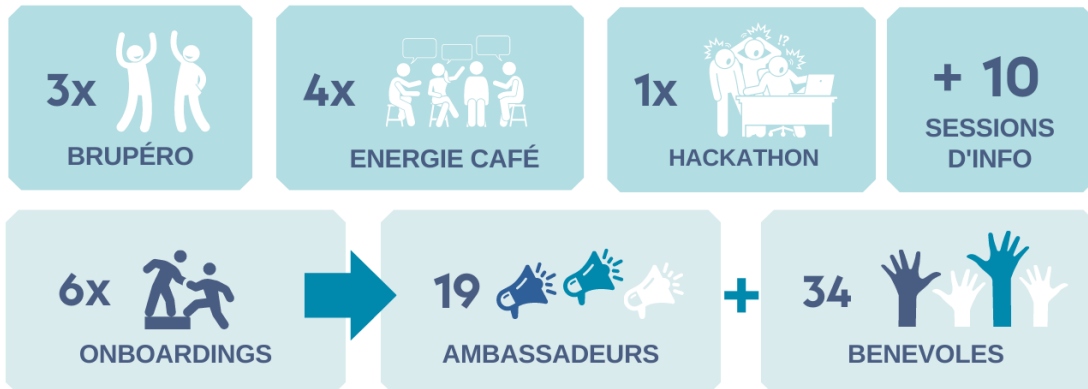 3x
BRUPÉRO
4x
ENERGIE CAFÉ
!?
1x
HACKATHON
+ 10
SESSIONS
D'INFO
6x
ONBOARDINGS
19
AMBASSADEURS
+
34
BENEVOLES